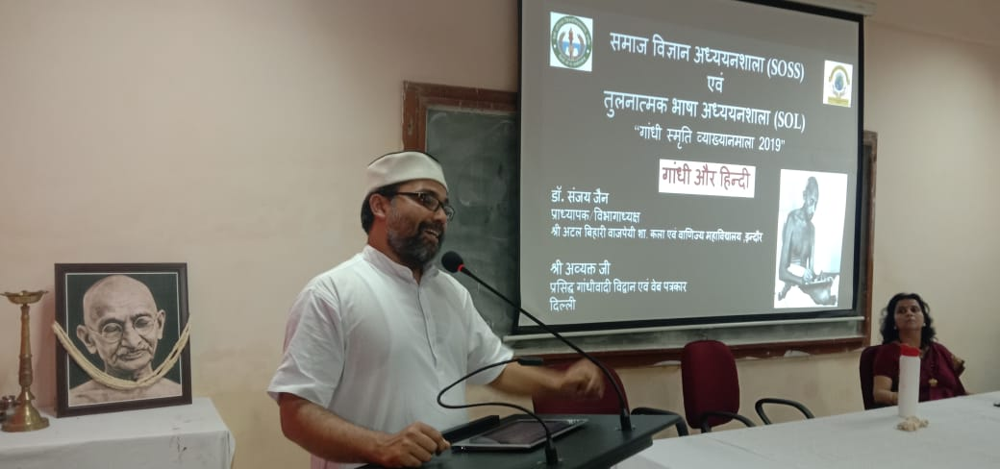 समाज विज्ञान अध्ययनशाला (SOSS)
एवं
तुलनात्मक भाषा अध्ययनशाला (SOL)
“गांधी स्मृति व्याख्यानमाला 2019”
गांधी और हिन्दी
डॉ. संजय जैन
प्राध्यापक/विभागाध्यक्ष
श्री अटल बिहारी वाजपेयी शा. कला एवं वाणिज्य महाविद्यालय ,इन्दौर
श्री अव्यक्त जी
प्रसिद्ध गांधीवादी विद्वान एवं वेब पत्रकार
दिल्ली